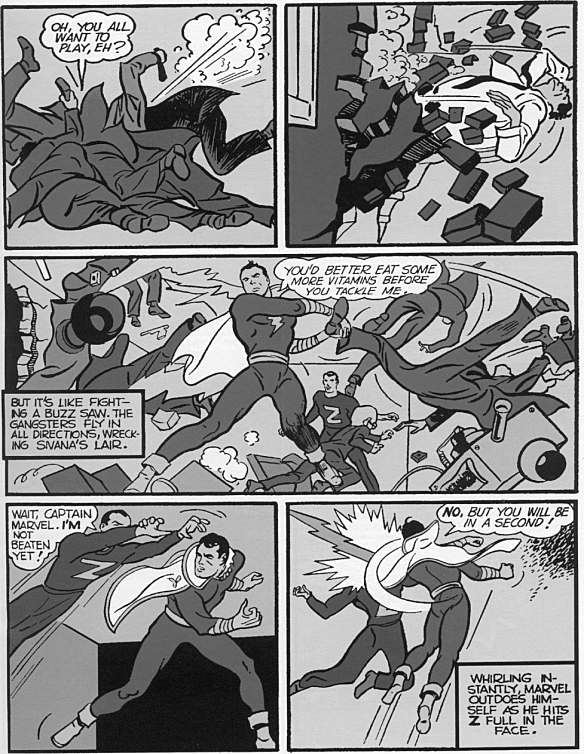 OH, YOU ALL
WANT TO
PLAY, EH?
YOU'D BETTER EAT SOME
MORE VITAMINS BEFORE
YOU TACKLE ME.
Z
BUT IT'S LIKE FIGHT-
ING A BUZZ SAW. THE
GANGSTERS FLY IN
ALL DIRECTIONS, WRECK-
ING SIVANA'S LAIR.
WAIT, CAPTAIN
MARVEL. I'M
NOT
BEATEN
YET!
Z
NO, BUT YOU WILL BE
IN A SECOND!
WHIRLING IN-
STANTLY, MARVEL
OUTDOES HIM-
SELF AS HE HITS
Z FULL IN THE
FACE.